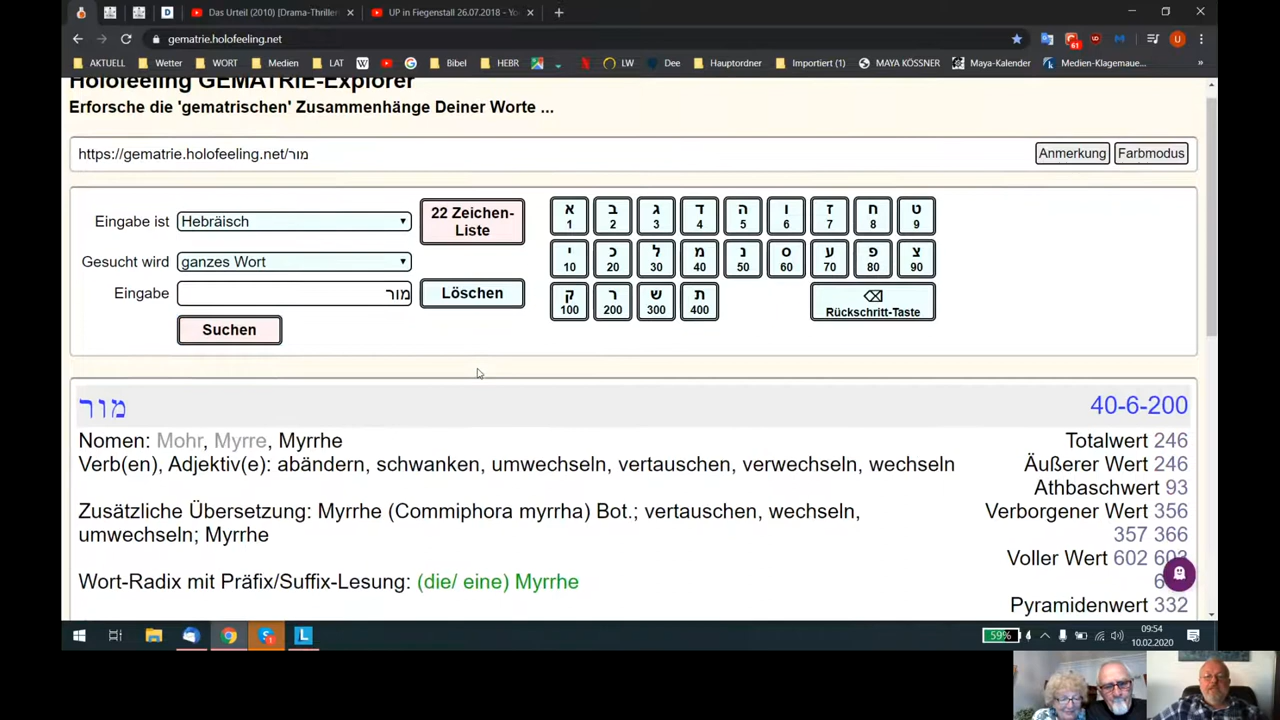 Das Urteil (2010) [Drama-Thriller
UP in Fiegenstall 26.07.2018 - Yo
gematrie.holofeeling.net
61
U
AKTUELL
Wetter
WORT
Medien
LAT
Bibel
HEBR
LW
Dee
Hauptordner
Importiert (1)
MAYA KÖSSNER
Maya-Kalender
Medien-Klagemaue...
»
Holofeeling GEMATRIE-Explorer
Erforsche die 'gematrischen' Zusammenhänge Deiner Worte ...
https://gematrie.holofeeling.net/מור
Anmerkung
Farbmodus
Eingabe ist
Hebräisch
22 Zeichen-
Liste
Gesucht wird
ganzes Wort
Eingabe
מור
Löschen
Suchen
א ב ג ד ה ו ז ח ט
1 2 3 4 5 6 7 8 9
י כ ל מ נ ס ע פ צ
10 20 30 40 50 60 70 80 90
ק ר ש ת
100 200 300 400
Rückschritt-Taste
מור
40-6-200
Nomen: Mohr, Myrre, Myrrhe
Verb(en), Adjektiv(e): abändern, schwanken, umwechseln, vertauschen, verwechseln, wechseln
Zusätzliche Übersetzung: Myrrhe (Commiphora myrrha) Bot.; vertauschen, wechseln,
umwechseln; Myrrhe
Wort-Radix mit Präfix/Suffix-Lesung: (die/ eine) Myrrhe
Totalwert 246
Äußerer Wert 246
Athbaschwert 93
Verborgener Wert 356
357 366
Voller Wert 602 603
Pyramidenwert 332
59%
09:54
10.02.2020